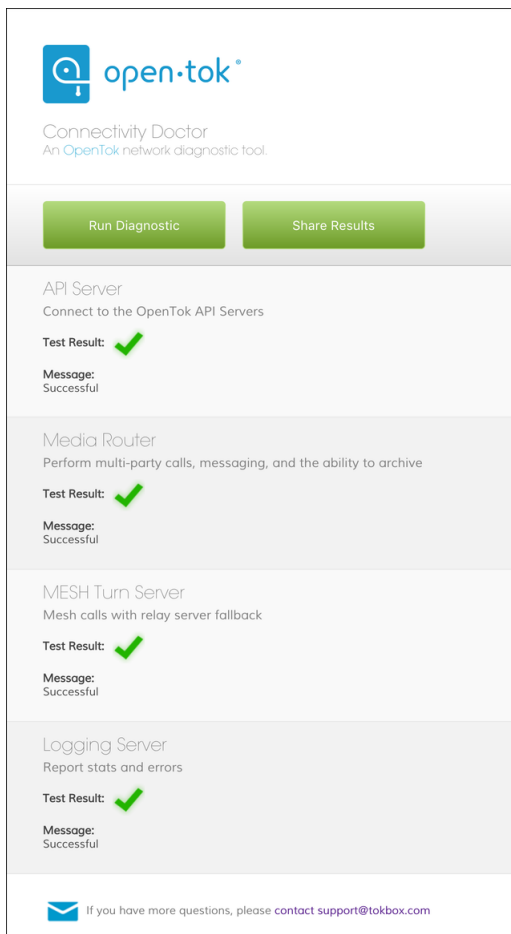 open•tok®
Connectivity Doctor
An OpenTok network diagnostic tool.
Run Diagnostic
Share Results
API Server
Connect to the OpenTok API Servers
Test Result:
Message:
Successful
Media Router
Perform multi-party calls, messaging, and the ability to archive
Test Result:
Message:
Successful
MESH Turn Server
Mesh calls with relay server fallback
Test Result:
Message:
Successful
Logging Server
Report stats and errors
Test Result:
Message:
Successful
If you have more questions, please contact support@tokbox.com